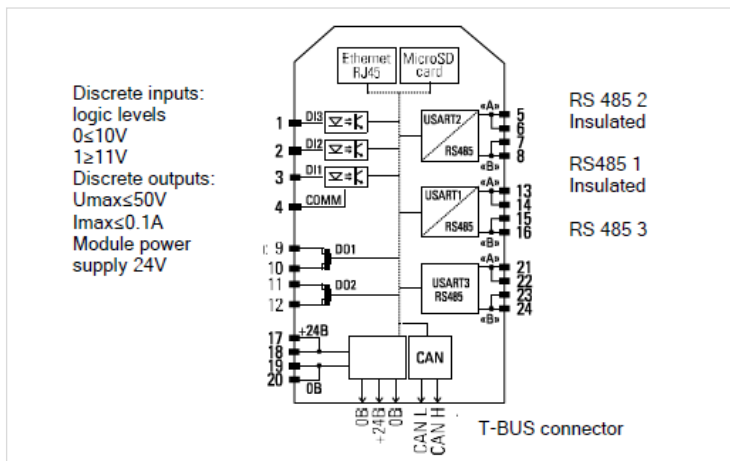 Discrete inputs:
logic levels
0≤10V
1≥11V
Discrete outputs:
Umax≤50V
Imax≤0.1A
Module power
supply 24V
Ethernet
RJ45
MicroSD
card
1 DI3
2 DI2
3 DI1
4 COMM
9 DO1
10
11 DO2
12
17 +24B
18
19
20 0B
USART2
RS485
«A» 5
6
7
«B» 8
USART1
RS485
«A» 13
14
15
«B» 16
USART3
RS485
«A» 21
22
23
«B» 24
CAN
0B
+24B
0B
CAN L
CAN H
RS 485 2
Insulated
RS485 1
Insulated
RS 485 3
T-BUS connector